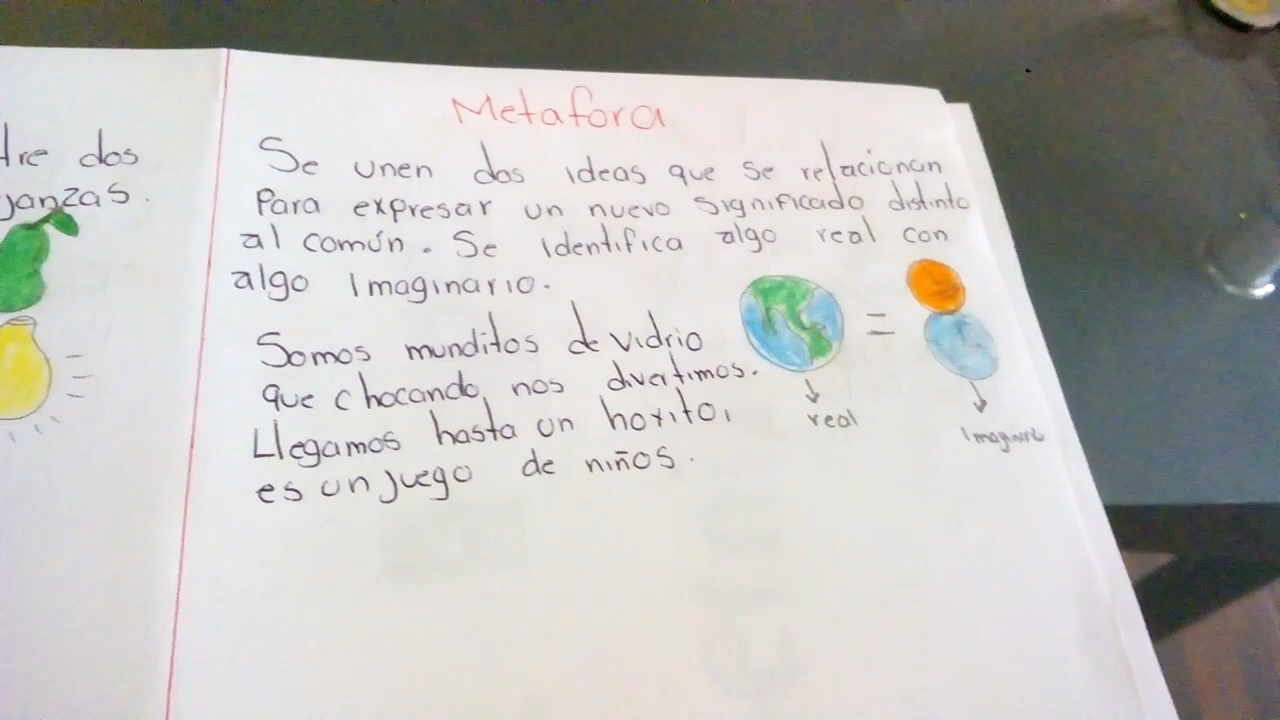 tre dos
janzas.
Metafora
Se unen dos ideas que se relacionan
Para expresar un nuevo significado distinto
al común. Se identifica algo real con
algo Imaginario.
Somos munditos de vidrio
que chocando, nos divertimos.
Llegamos hasta un hoyito,
es un juego de niños.
=
real